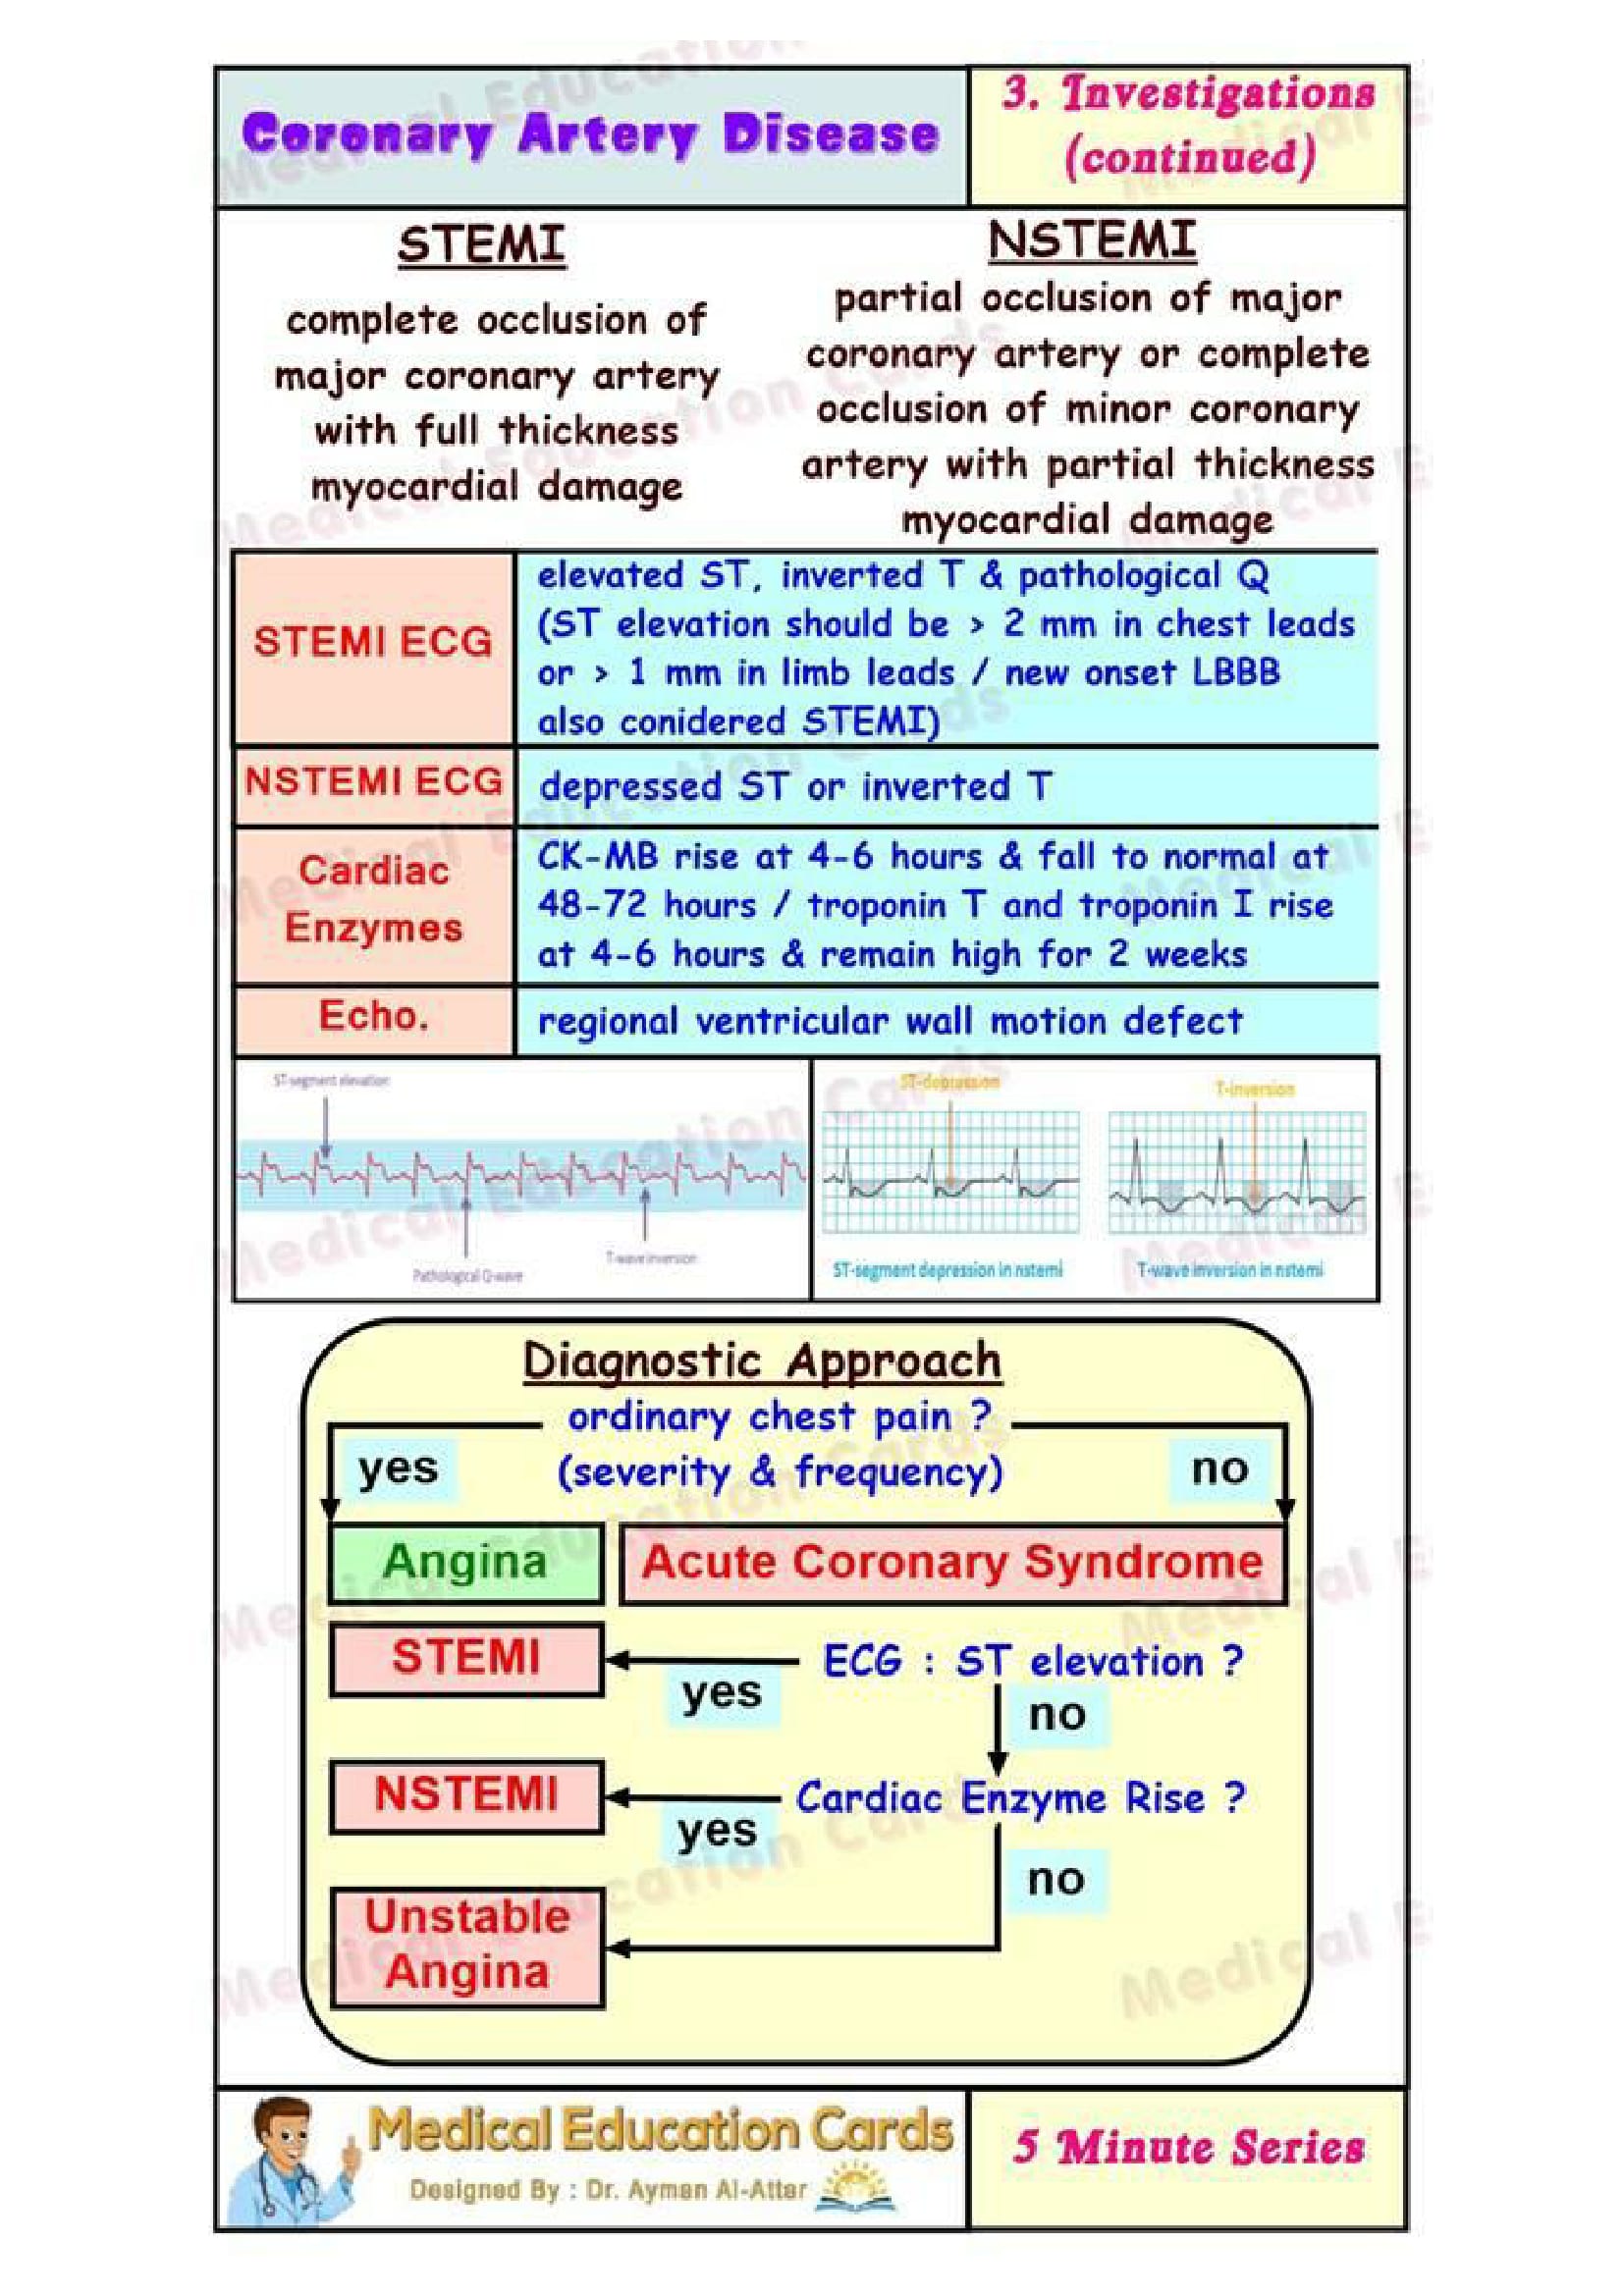 Coronary Artery Disease
3. Investigations
(continued)
STEMI
complete occlusion of
major coronary artery
with full thickness
myocardial damage
NSTEMI
partial occlusion of major
coronary artery or complete
occlusion of minor coronary
artery with partial thickness
myocardial damage
STEMI ECG
elevated ST, inverted T & pathological Q
(ST elevation should be > 2 mm in chest leads
or > 1 mm in limb leads / new onset LBBB
also conidered STEMI)
NSTEMI ECG
depressed ST or inverted T
Cardiac
Enzymes
CK-MB rise at 4-6 hours & fall to normal at
48-72 hours / troponin T and troponin I rise
at 4-6 hours & remain high for 2 weeks
Echo.
regional ventricular wall motion defect
ST-segment elevation
Pathological Q-wave
T-wave inversion
ST-depression
T-inversion
ST-segment depression in nstemi
T-wave inversion in nstemi
Diagnostic Approach
ordinary chest pain ?
(severity & frequency)
yes
no
Angina
Acute Coronary Syndrome
STEMI
yes
ECG : ST elevation ?
no
NSTEMI
yes
Cardiac Enzyme Rise ?
no
Unstable
Angina
Medical Education Cards
Designed By : Dr. Ayman Al-Attar
5 Minute Series